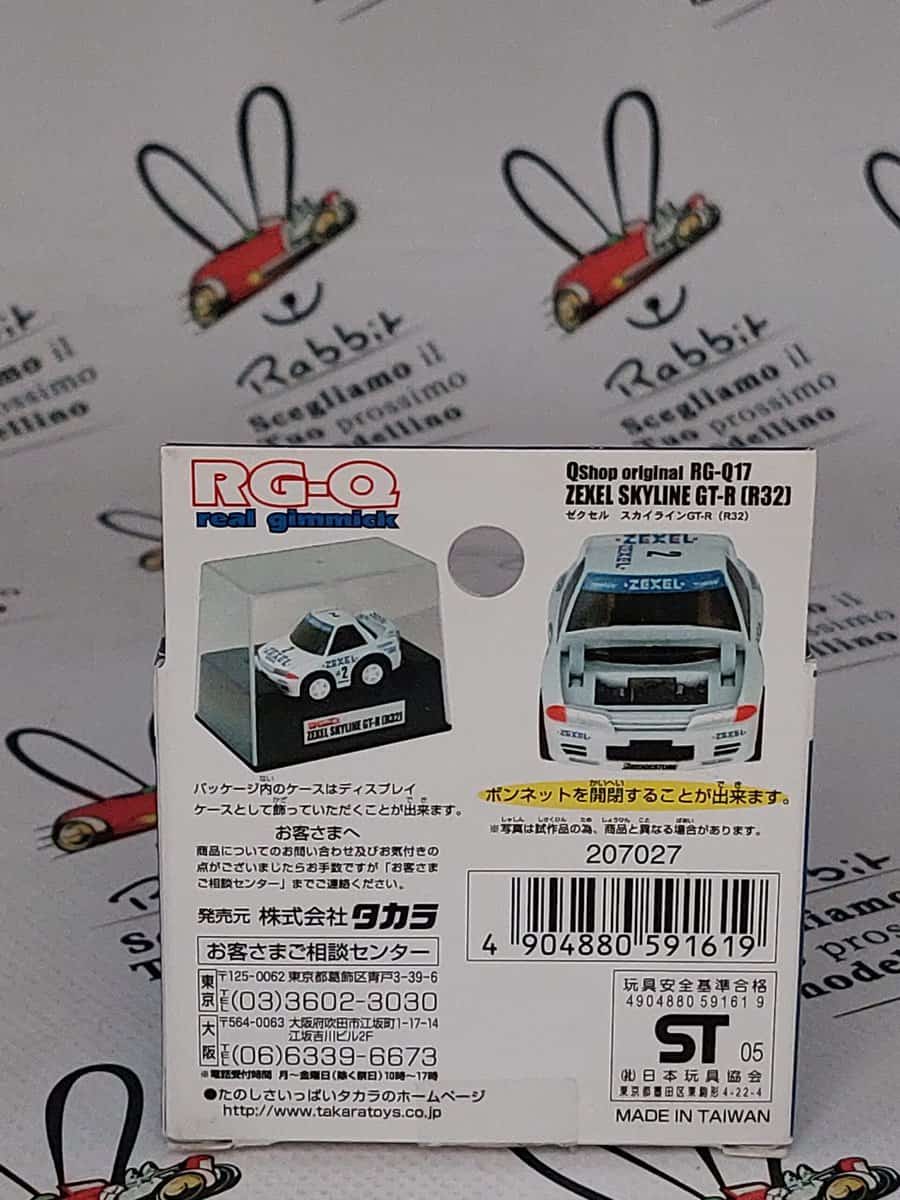 Rabbit
Scegliamo il
Tuo prossimo
modellino
Rabbit
Scegliamo il
Tuo prossimo
modellino
RG-Q
real gimmick
QShop original RG-Q17
ZEXEL SKYLINE GT-R (R32)
ゼクセル スカイラインGT-R（R32）
ZEXEL
2
ZEXEL
ZEXEL
ZEXEL
2
RG-Q
ZEXEL SKYLINE GT-R (R32)
ZEXEL
ZEXEL
パッケージ内のケースはディスプレイ
ケースとして飾っていただくことが出来ます。
ボンネットを開閉することが出来ます。
※写真は試作品の為、商品と異なる場合があります。
お客さまへ
商品についてのお問い合わせ及びお気付きの
点がございましたらお手数ですが「お客さま
ご相談センター」までご連絡ください。
207027
4 904880 591619
発売元 株式会社 タカラ
お客さまご相談センター
東京 〒125-0062 東京都葛飾区青戸3-39-6
TEL (03)3602-3030
大阪 〒564-0063 大阪府吹田市江坂町1-17-14
江坂吉川ビル2F
TEL (06)6339-6673
※電話受付時間 月～金曜日(除く祭日)10時～17時
●たのしさいっぱいタカラのホームページ
http://www.takaratoys.co.jp
玩具安全基準合格
4904880 59161 9
ST 05
(社)日本玩具協会
東京都墨田区東駒形4-22-4
MADE IN TAIWAN